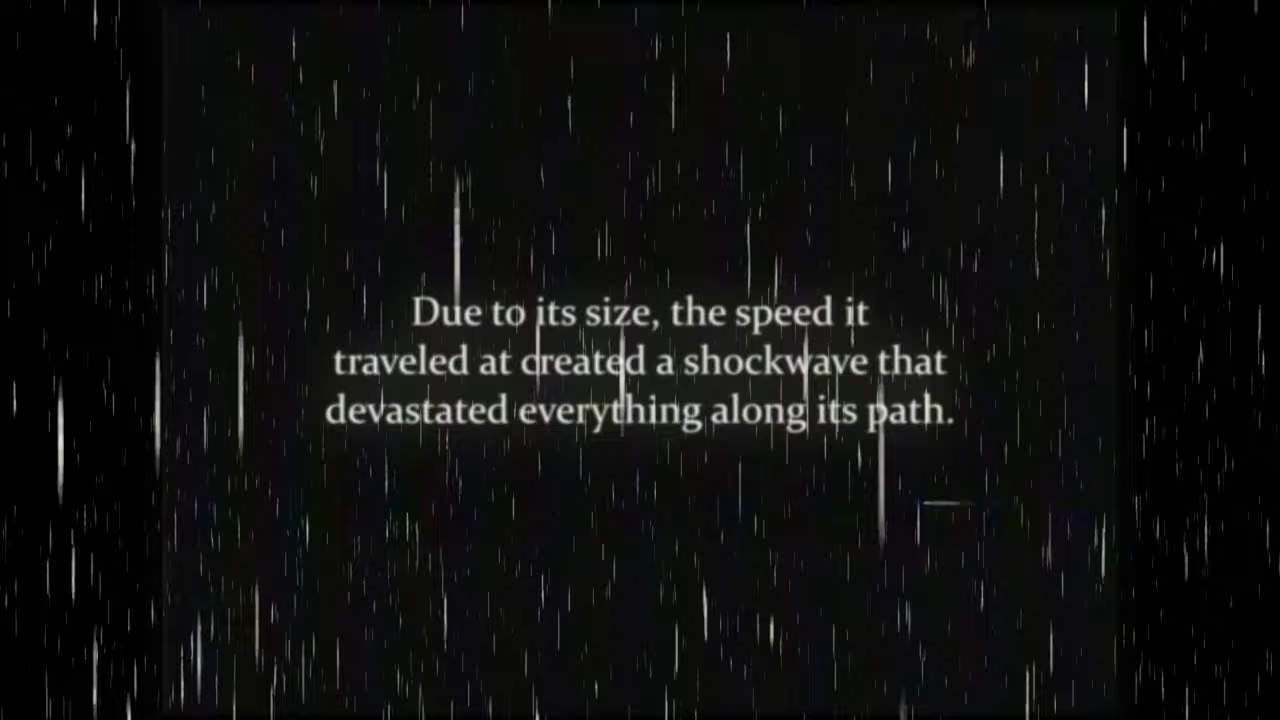 Due to its size, the speed it
traveled at created a shockwave that
devastated everything along its path.